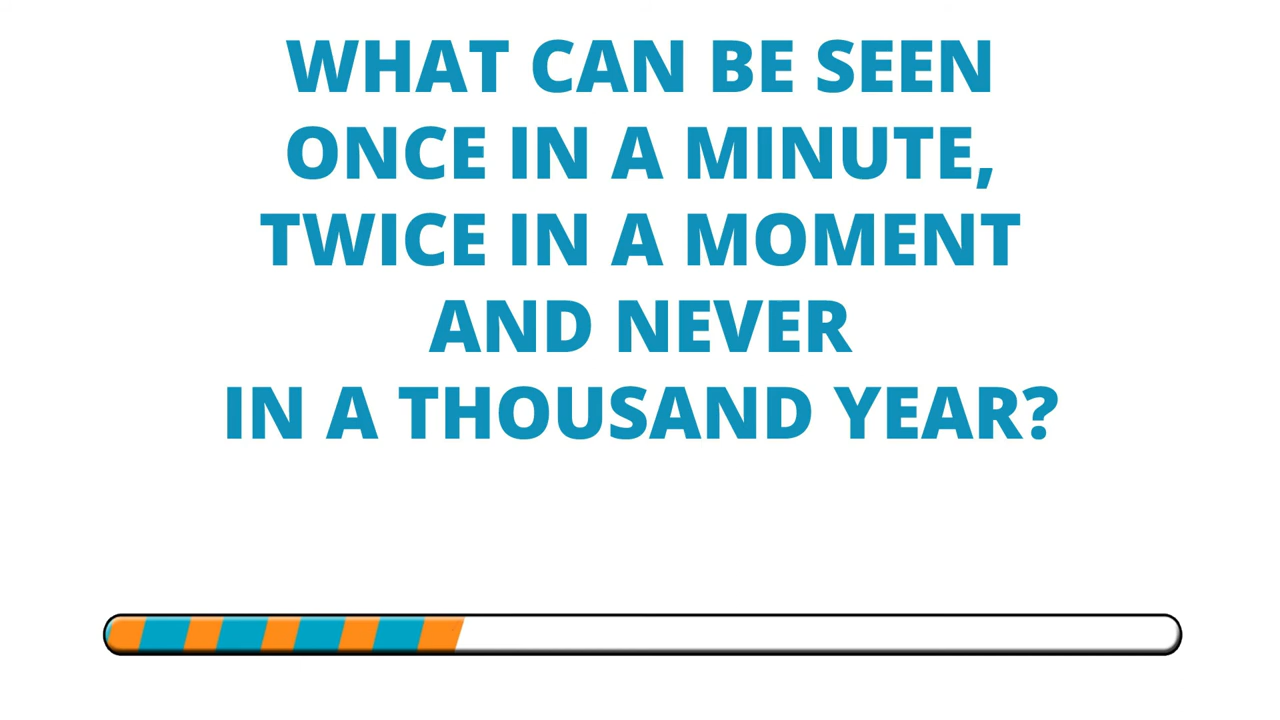 WHAT CAN BE SEEN
ONCE IN A MINUTE,
TWICE IN A MOMENT
AND NEVER
IN A THOUSAND YEAR?